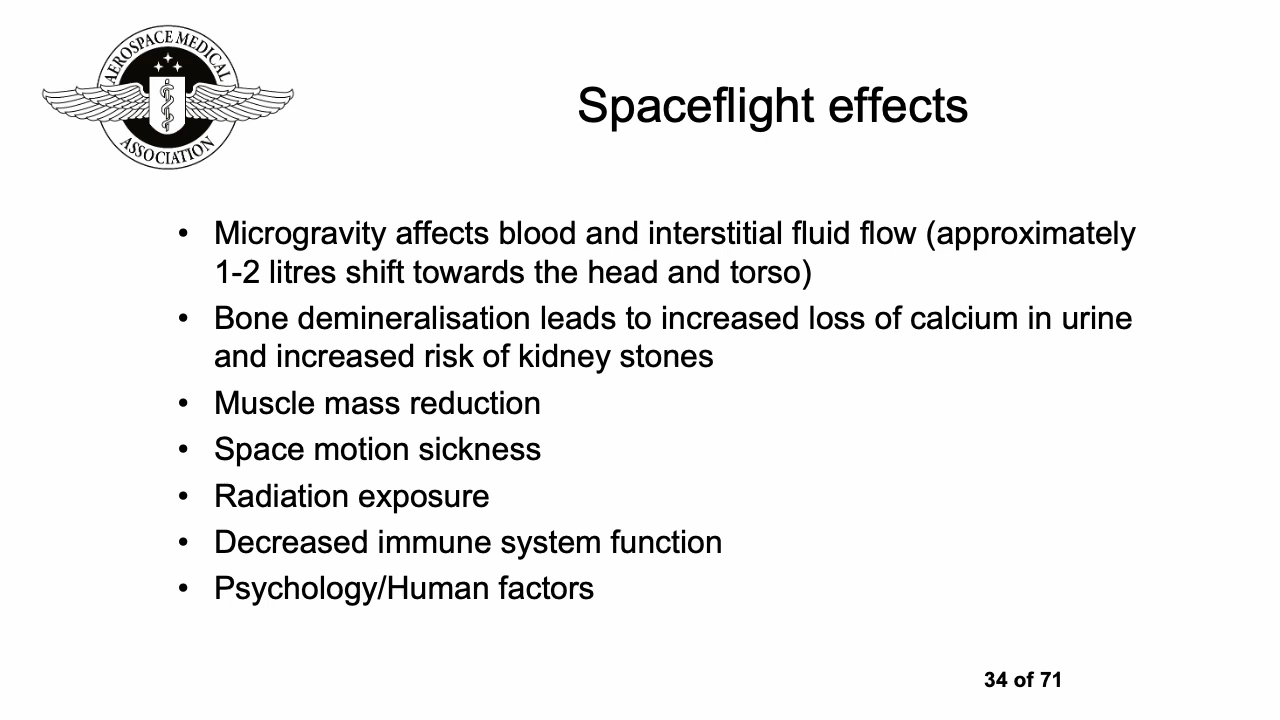 AEROSPACE MEDICAL
ASSOCIATION
Spaceflight effects
• Microgravity affects blood and interstitial fluid flow (approximately
1-2 litres shift towards the head and torso)
• Bone demineralisation leads to increased loss of calcium in urine
and increased risk of kidney stones
• Muscle mass reduction
• Space motion sickness
• Radiation exposure
• Decreased immune system function
• Psychology/Human factors
34 of 71